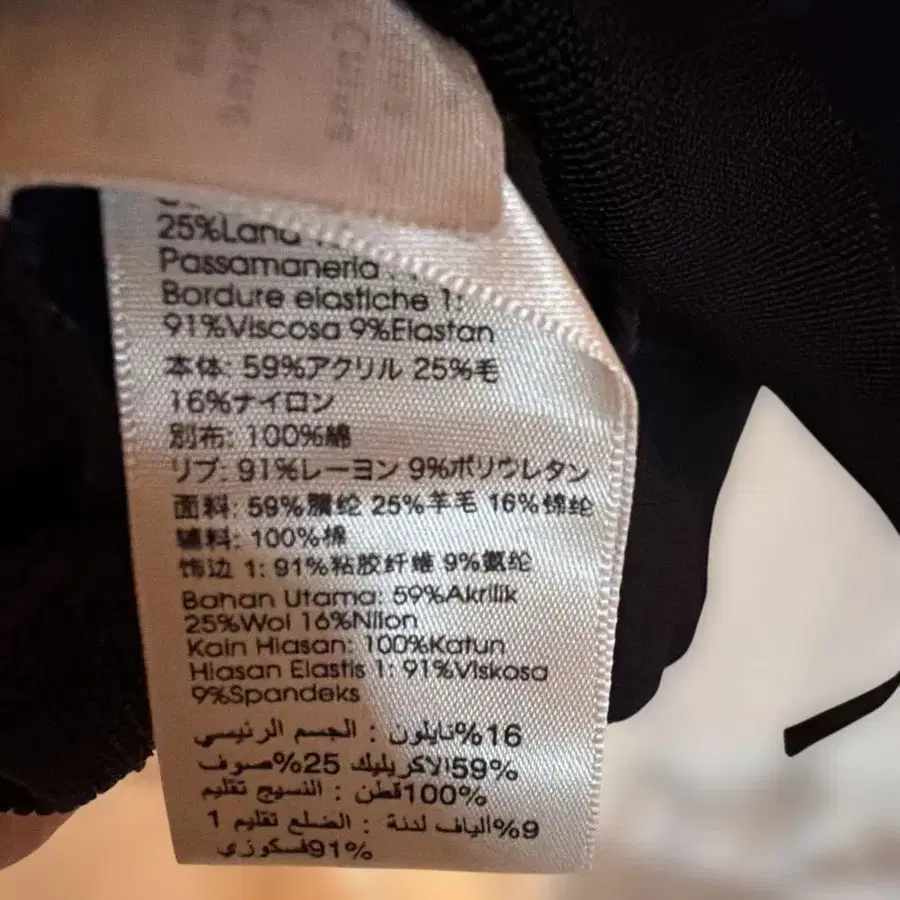 25%Lana
Passamaneria
Bordure elastiche 1:
91%Viscosa 9%Elastan
本体: 59%アクリル 25%毛
16%ナイロン
別布: 100%綿
リブ: 91%レーヨン 9%ポリウレタン
面料: 59%腈纶 25%羊毛 16%锦纶
辅料: 100%棉
饰边 1: 91%粘胶纤维 9%氨纶
Bahan Utama: 59%Akrilik
25%Wol 16%Nilon
Kain Hiasan: 100%Katun
Hiasan Elastis 1: 91%Viskosa
9%Spandeks
16%نايلون : الجسم الرئيسي
59%الاكريليك 25%صوف
100%قطن : النسيج تقليم
9%ألياف لدنة : الضلع تقليم 1
91%فسكوزي